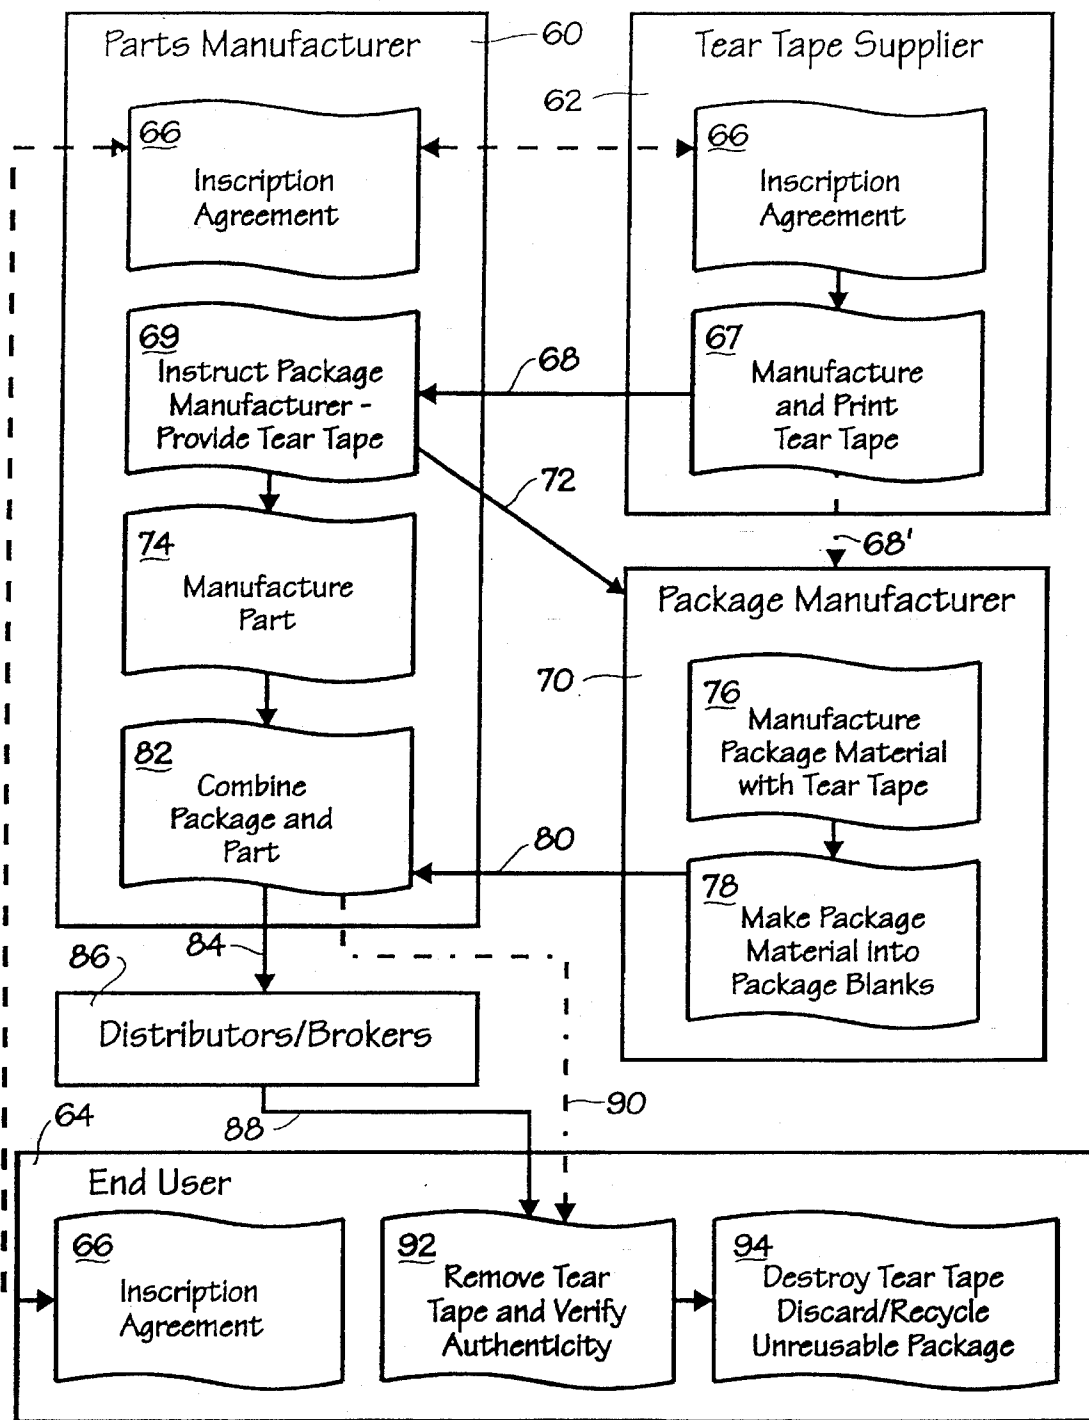 Parts Manufacturer
60
66
Inscription
Agreement
69
Instruct Package
Manufacturer -
Provide Tear Tape
74
Manufacture
Part
82
Combine
Package and
Part
Tear Tape Supplier
62
66
Inscription
Agreement
67
Manufacture
and Print
Tear Tape
68
72
68'
Package Manufacturer
70
76
Manufacture
Package Material
with Tear Tape
78
Make Package
Material into
Package Blanks
80
84
86
Distributors/Brokers
88
90
64
End User
66
Inscription
Agreement
92
Remove Tear
Tape and Verify
Authenticity
94
Destroy Tear Tape
Discard/Recycle
Unreusable Package